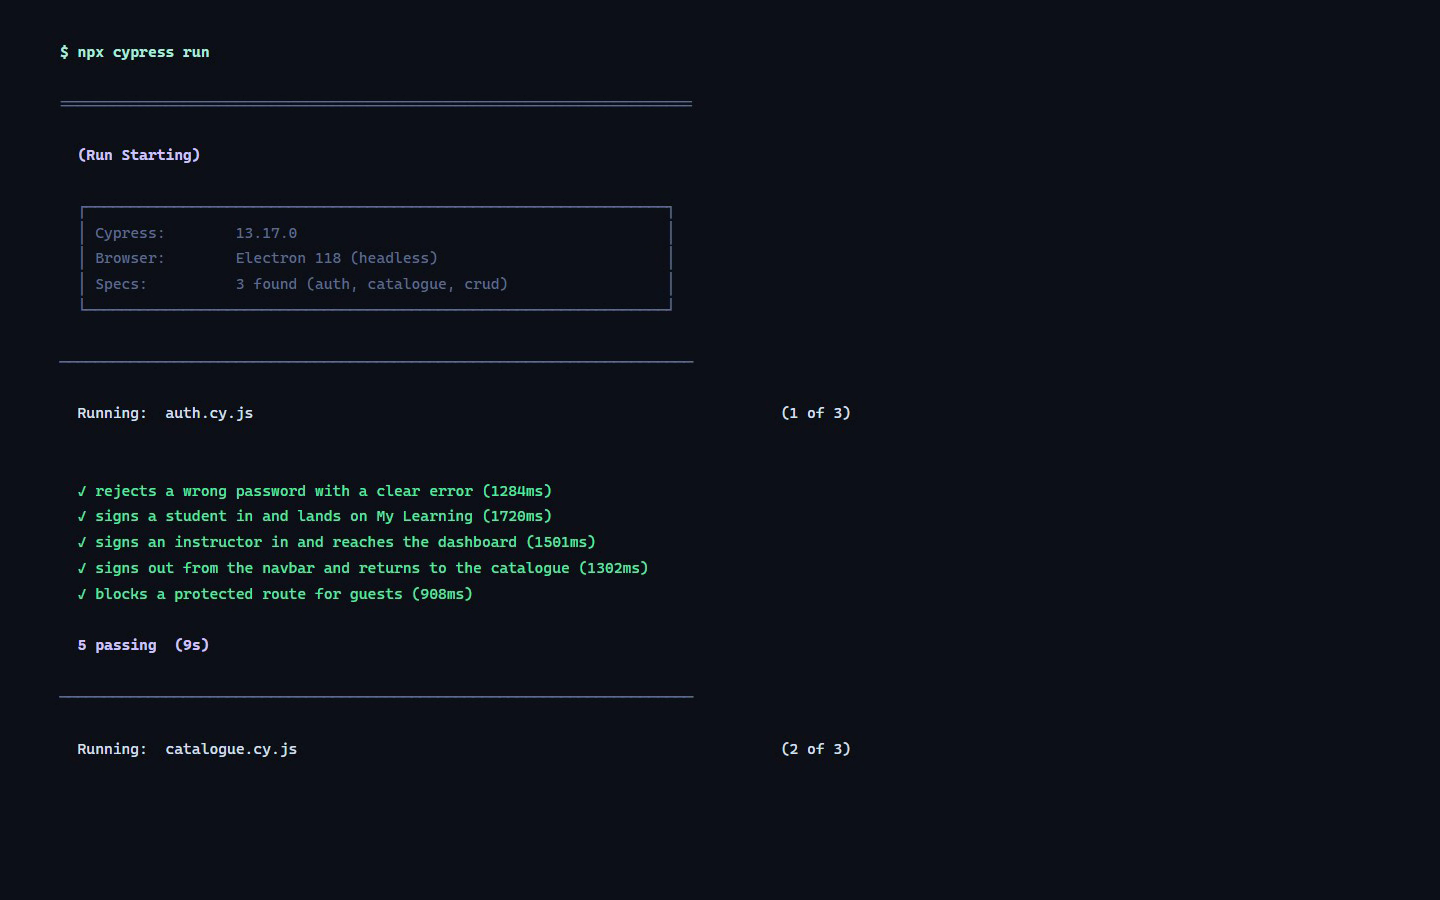 $ npx cypress run
(Run Starting)
Cypress: 13.17.0
Browser: Electron 118 (headless)
Specs: 3 found (auth, catalogue, crud)
Running: auth.cy.js (1 of 3)
✓ rejects a wrong password with a clear error (1284ms)
✓ signs a student in and lands on My Learning (1720ms)
✓ signs an instructor in and reaches the dashboard (1501ms)
✓ signs out from the navbar and returns to the catalogue (1302ms)
✓ blocks a protected route for guests (908ms)
5 passing (9s)
Running: catalogue.cy.js (2 of 3)